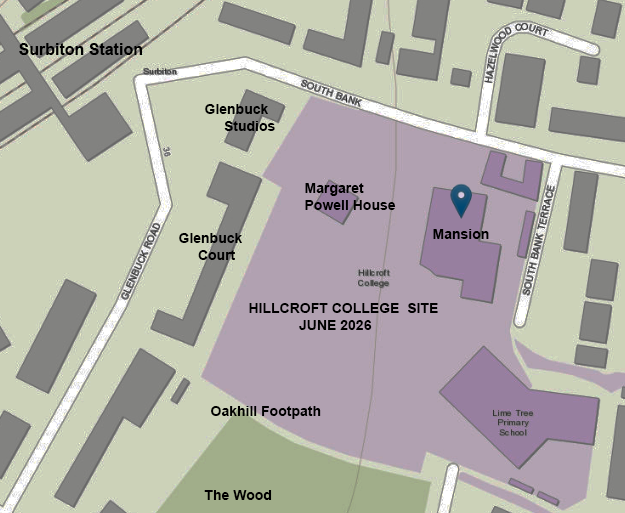 HAZELWOOD COURT
Surbiton Station
Surbiton
SOUTH BANK
Glenbuck
Studios
36
Margaret
Powell House
Mansion
SOUTH BANK TERRACE
Glenbuck
Court
GLENBUCK ROAD
Hillcroft
College
HILLCROFT COLLEGE SITE
JUNE 2026
Oakhill Footpath
Lime Tree
Primary
School
The Wood